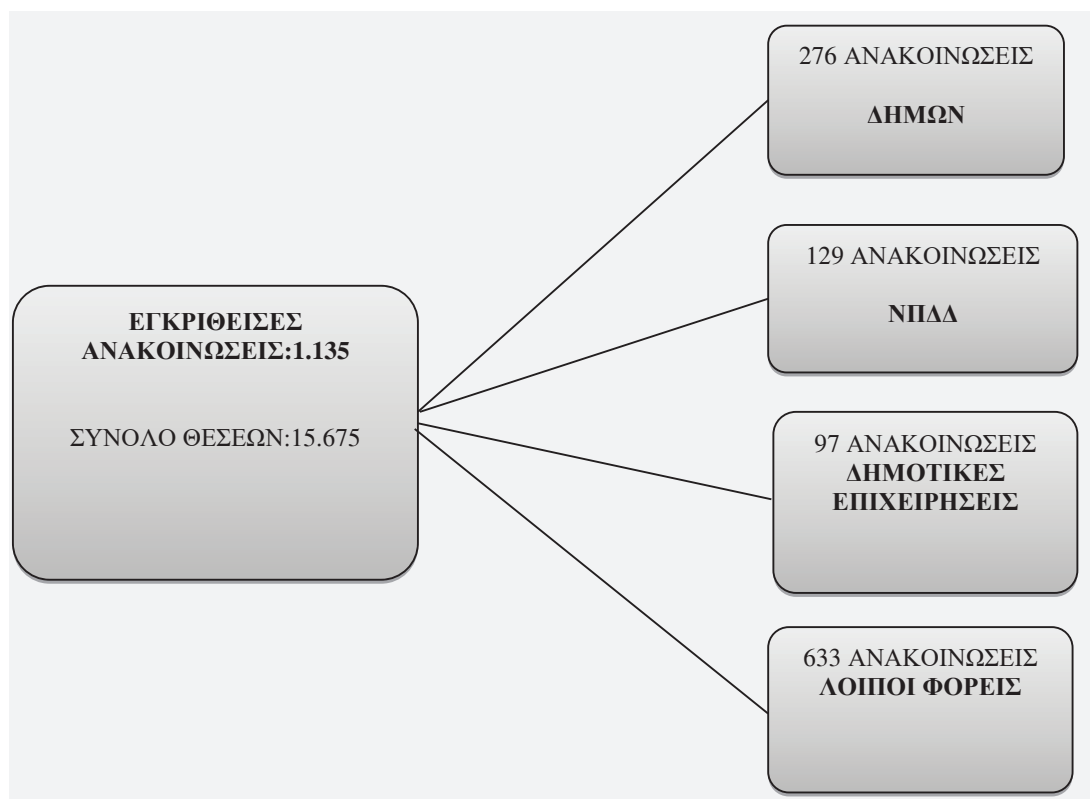 ΕΓΚΡΙΘΕΙΣΕΣ
ΑΝΑΚΟΙΝΩΣΕΙΣ:1.135
ΣΥΝΟΛΟ ΘΕΣΕΩΝ:15.675
276 ΑΝΑΚΟΙΝΩΣΕΙΣ
ΔΗΜΩΝ
129 ΑΝΑΚΟΙΝΩΣΕΙΣ
ΝΠΔΔ
97 ΑΝΑΚΟΙΝΩΣΕΙΣ
ΔΗΜΟΤΙΚΕΣ
ΕΠΙΧΕΙΡΗΣΕΙΣ
633 ΑΝΑΚΟΙΝΩΣΕΙΣ
ΛΟΙΠΟΙ ΦΟΡΕΙΣ